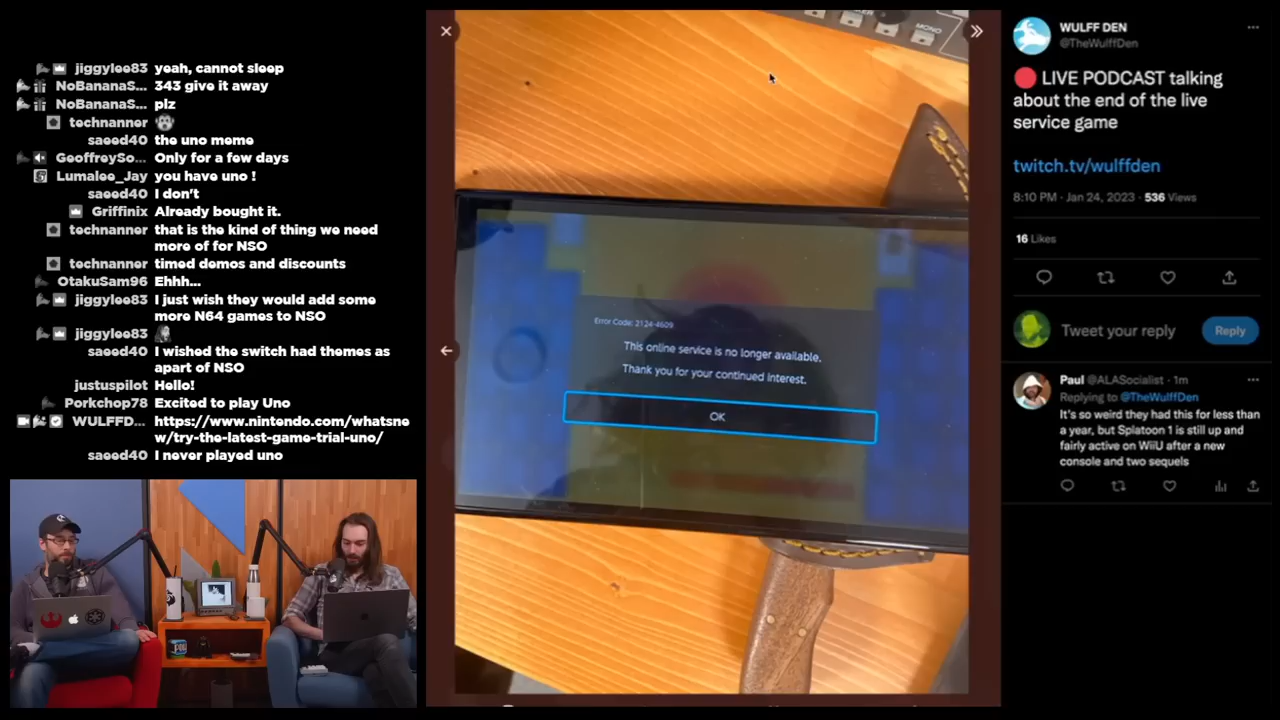 jiggylee83 yeah, cannot sleep
NoBananaS... 343 give it away
NoBananaS... plz
technanner
saeed40 the uno meme
GeoffreySo... Only for a few days
Lumalee_Jay you have uno !
saeed40 I don't
Griffinix Already bought it.
technanner that is the kind of thing we need
more of for NSO
technanner timed demos and discounts
OtakuSam96 Ehhh...
jiggylee83 I just wish they would add some
more N64 games to NSO
jiggylee83
saeed40 I wished the switch had themes as
apart of NSO
justuspilot Hello!
Porkchop78 Excited to play Uno
WULFFD... https://www.nintendo.com/whatsne
w/try-the-latest-game-trial-uno/
saeed40 I never played uno
MONO
Error Code: 2124-4609
This online service is no longer available.
Thank you for your continued interest.
OK
WULFF DEN
@TheWulffDen
LIVE PODCAST talking
about the end of the live
service game
twitch.tv/wulffden
8:10 PM · Jan 24, 2023 · 536 Views
16 Likes
Tweet your reply
Reply
Paul @ALASocialist · 1m
Replying to @TheWulffDen
It's so weird they had this for less than
a year, but Splatoon 1 is still up and
fairly active on WiiU after a new
console and two sequels